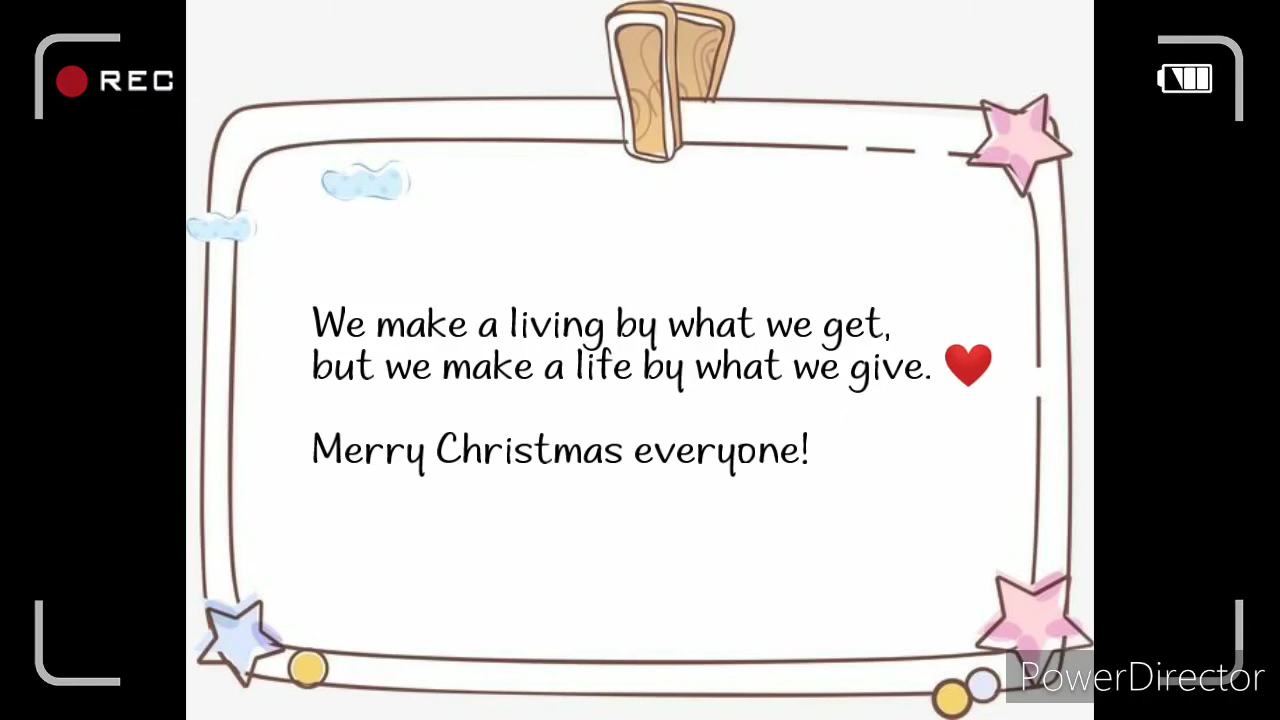 REC
We make a living by what we get,
but we make a life by what we give. ❤️
Merry Christmas everyone!
PowerDirector